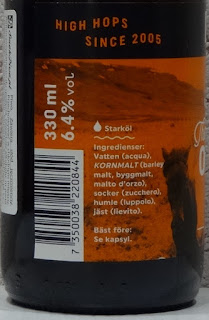 HIGH HOPS
SINCE 2005
330 ml
6.4% vol
Starköl
Ingredienser:
Vatten (acqua),
KORNMALT (barley
malt, byggmalt,
malto d'orzo),
socker (zucchero),
humle (luppolo),
jäst (lievito).
Bäst före:
Se kapsyl.
7 350038 220844